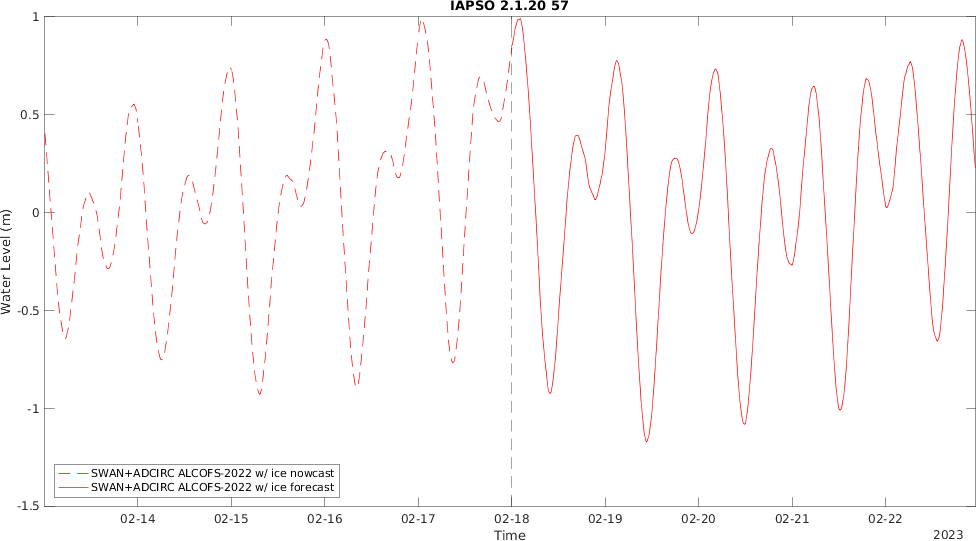 IAPSO 2.1.20 57
Water Level (m)
1
0.5
0
-0.5
-1
-1.5
SWAN+ADCIRC ALCOFS-2022 w/ ice nowcast
SWAN+ADCIRC ALCOFS-2022 w/ ice forecast
02-14 02-15 02-16 02-17 02-18 02-19 02-20 02-21 02-22
Time
2023